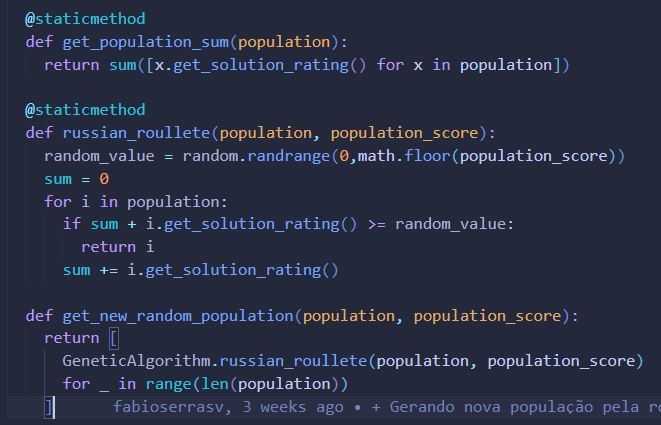 @staticmethod
def get_population_sum(population):
return sum([x.get_solution_rating() for x in population])
@staticmethod
def russian_roullete(population, population_score):
random_value = random.randrange(0,math.floor(population_score))
sum = 0
for i in population:
if sum + i.get_solution_rating() >= random_value:
return i
sum += i.get_solution_rating()
def get_new_random_population(population, population_score):
return [
GeneticAlgorithm.russian_roullete(population, population_score)
for _ in range(len(population))
] fabioserrasv, 3 weeks ago • + Gerando nova população pela